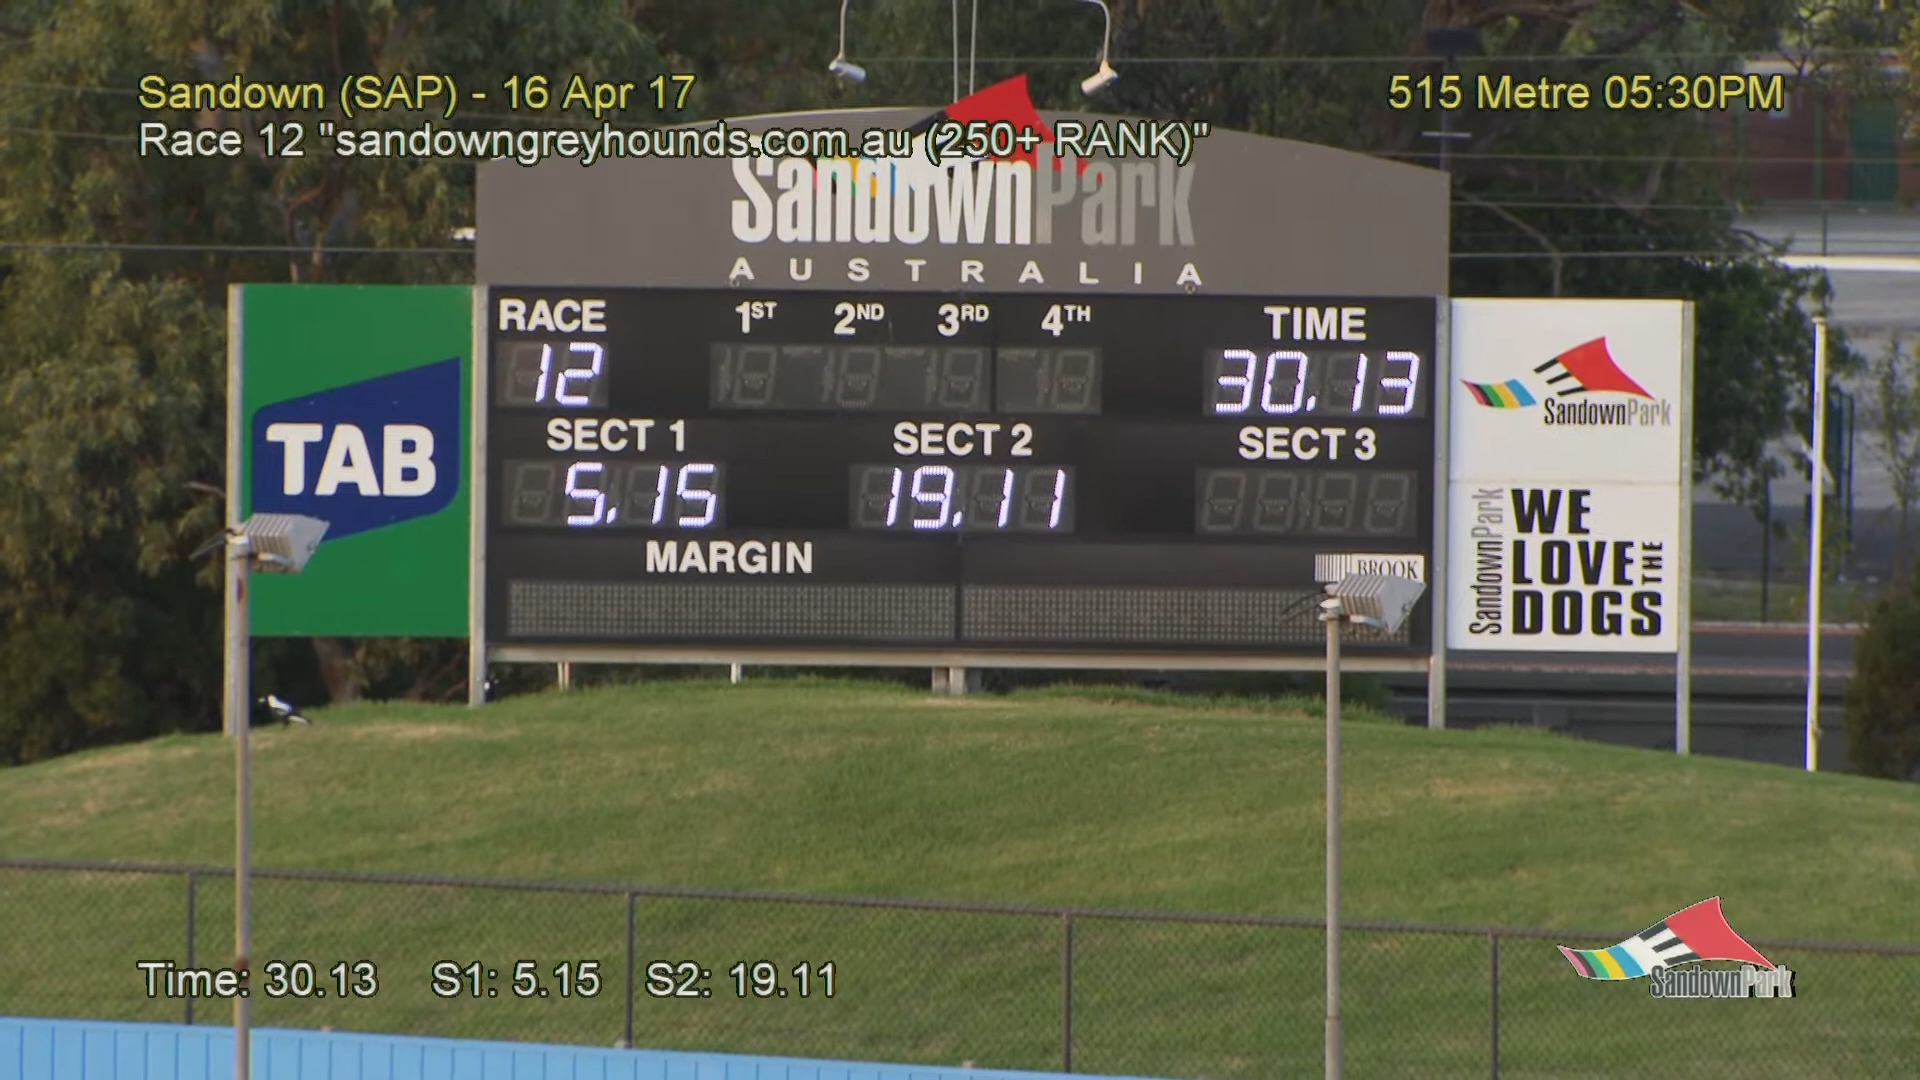 Sandown (SAP) - 16 Apr 17
515 Metre 05:30PM
Race 12 "sandowngreyhounds.com.au (250+ RANK)"
SandownPark
AUSTRALIA
RACE 1ST 2ND 3RD 4TH TIME
12 30.13
SECT 1 SECT 2 SECT 3
5.15 19.11
MARGIN
BROOK
TAB
SandownPark
SandownPark
WE
LOVE THE
DOGS
Time: 30.13 S1: 5.15 S2: 19.11
SandownPark